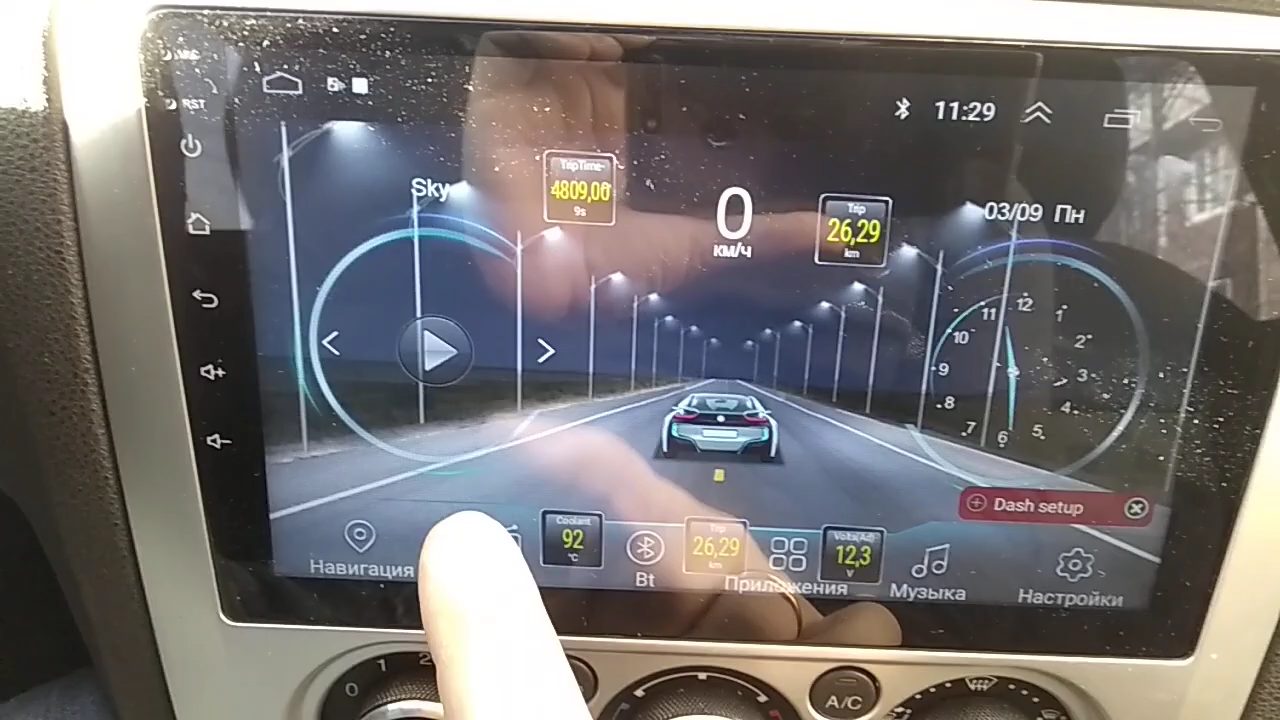 RST
11:29
Sky
TripTime-
4809,00
9s
0
км/ч
Trip
26,29
km
03/09 Пн
12
1
2
3
4
5
6
7
8
9
10
11
Dash setup
Навигация
Coolant
92
°C
Bt
Trip
26,29
km
Приложения
Volts(Ad)
12,3
V
Музыка
Настройки
0
1
2
A/C